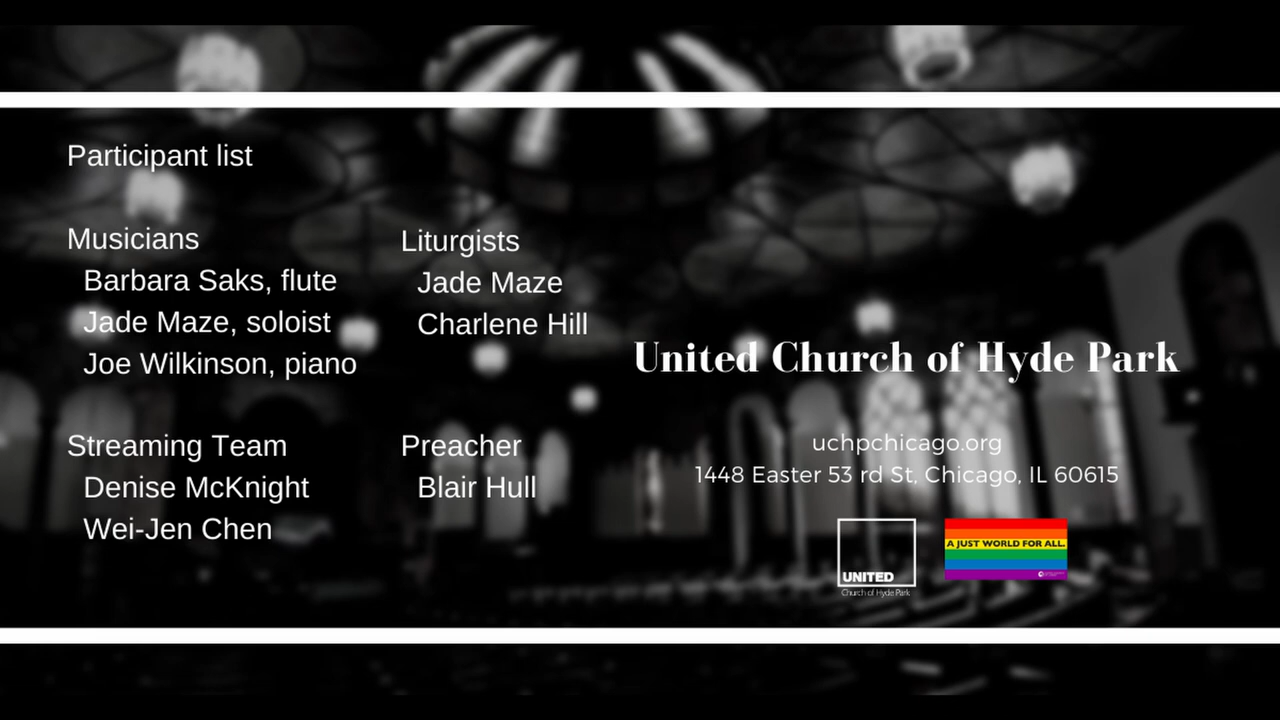 Participant list
Musicians
Barbara Saks, flute
Jade Maze, soloist
Joe Wilkinson, piano
Streaming Team
Denise McKnight
Wei-Jen Chen
Liturgists
Jade Maze
Charlene Hill
Preacher
Blair Hull
United Church of Hyde Park
uchpchicago.org
1448 Easter 53 rd St, Chicago, IL 60615
UNITED
Church of Hyde Park
A JUST WORLD FOR ALL.